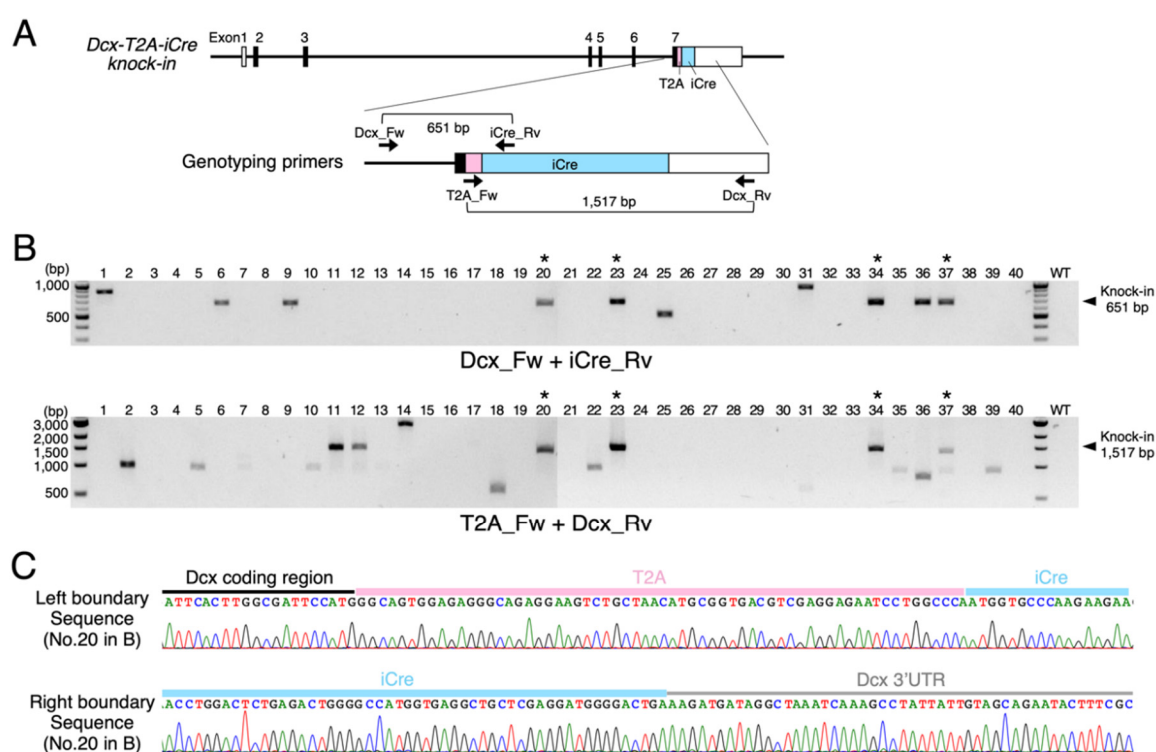 A
Dcx-T2A-iCre
knock-in
Exon1 2 3 4 5 6 7
T2A iCre
Genotyping primers
Dcx_Fw 651 bp iCre_Rv
iCre
T2A_Fw 1,517 bp Dcx_Rv
B
* * * *
(bp) 1 2 3 4 5 6 7 8 9 10 11 12 13 14 15 16 17 18 19 20 21 22 23 24 25 26 27 28 29 30 31 32 33 34 35 36 37 38 39 40 WT
1,000
500
Knock-in
651 bp
Dcx_Fw + iCre_Rv
* * * *
(bp) 1 2 3 4 5 6 7 8 9 10 11 12 13 14 15 16 17 18 19 20 21 22 23 24 25 26 27 28 29 30 31 32 33 34 35 36 37 38 39 40 WT
3,000
2,000
1,500
1,000
500
Knock-in
1,517 bp
T2A_Fw + Dcx_Rv
C
Dcx coding region T2A iCre
Left boundary
Sequence
(No.20 in B)
ATTCACTTGGCGATTCCATGGGCAGTGGAGAGGGCAGAGGAAGTCTGCTAACATGCGGTGACGTCGAGGAGAATCCTGGCCCAATGGTGCCCAAGAAGAA
iCre Dcx 3'UTR
Right boundary
Sequence
(No.20 in B)
ACCTGGACTCTGAGACTGGGGCCATGGTGAGGCTGCTCGAGGATGGGGACTGAAAGATGATAGGCTAAATCAAAGCCTATTATTGTAGCAGAATACTTTCGC